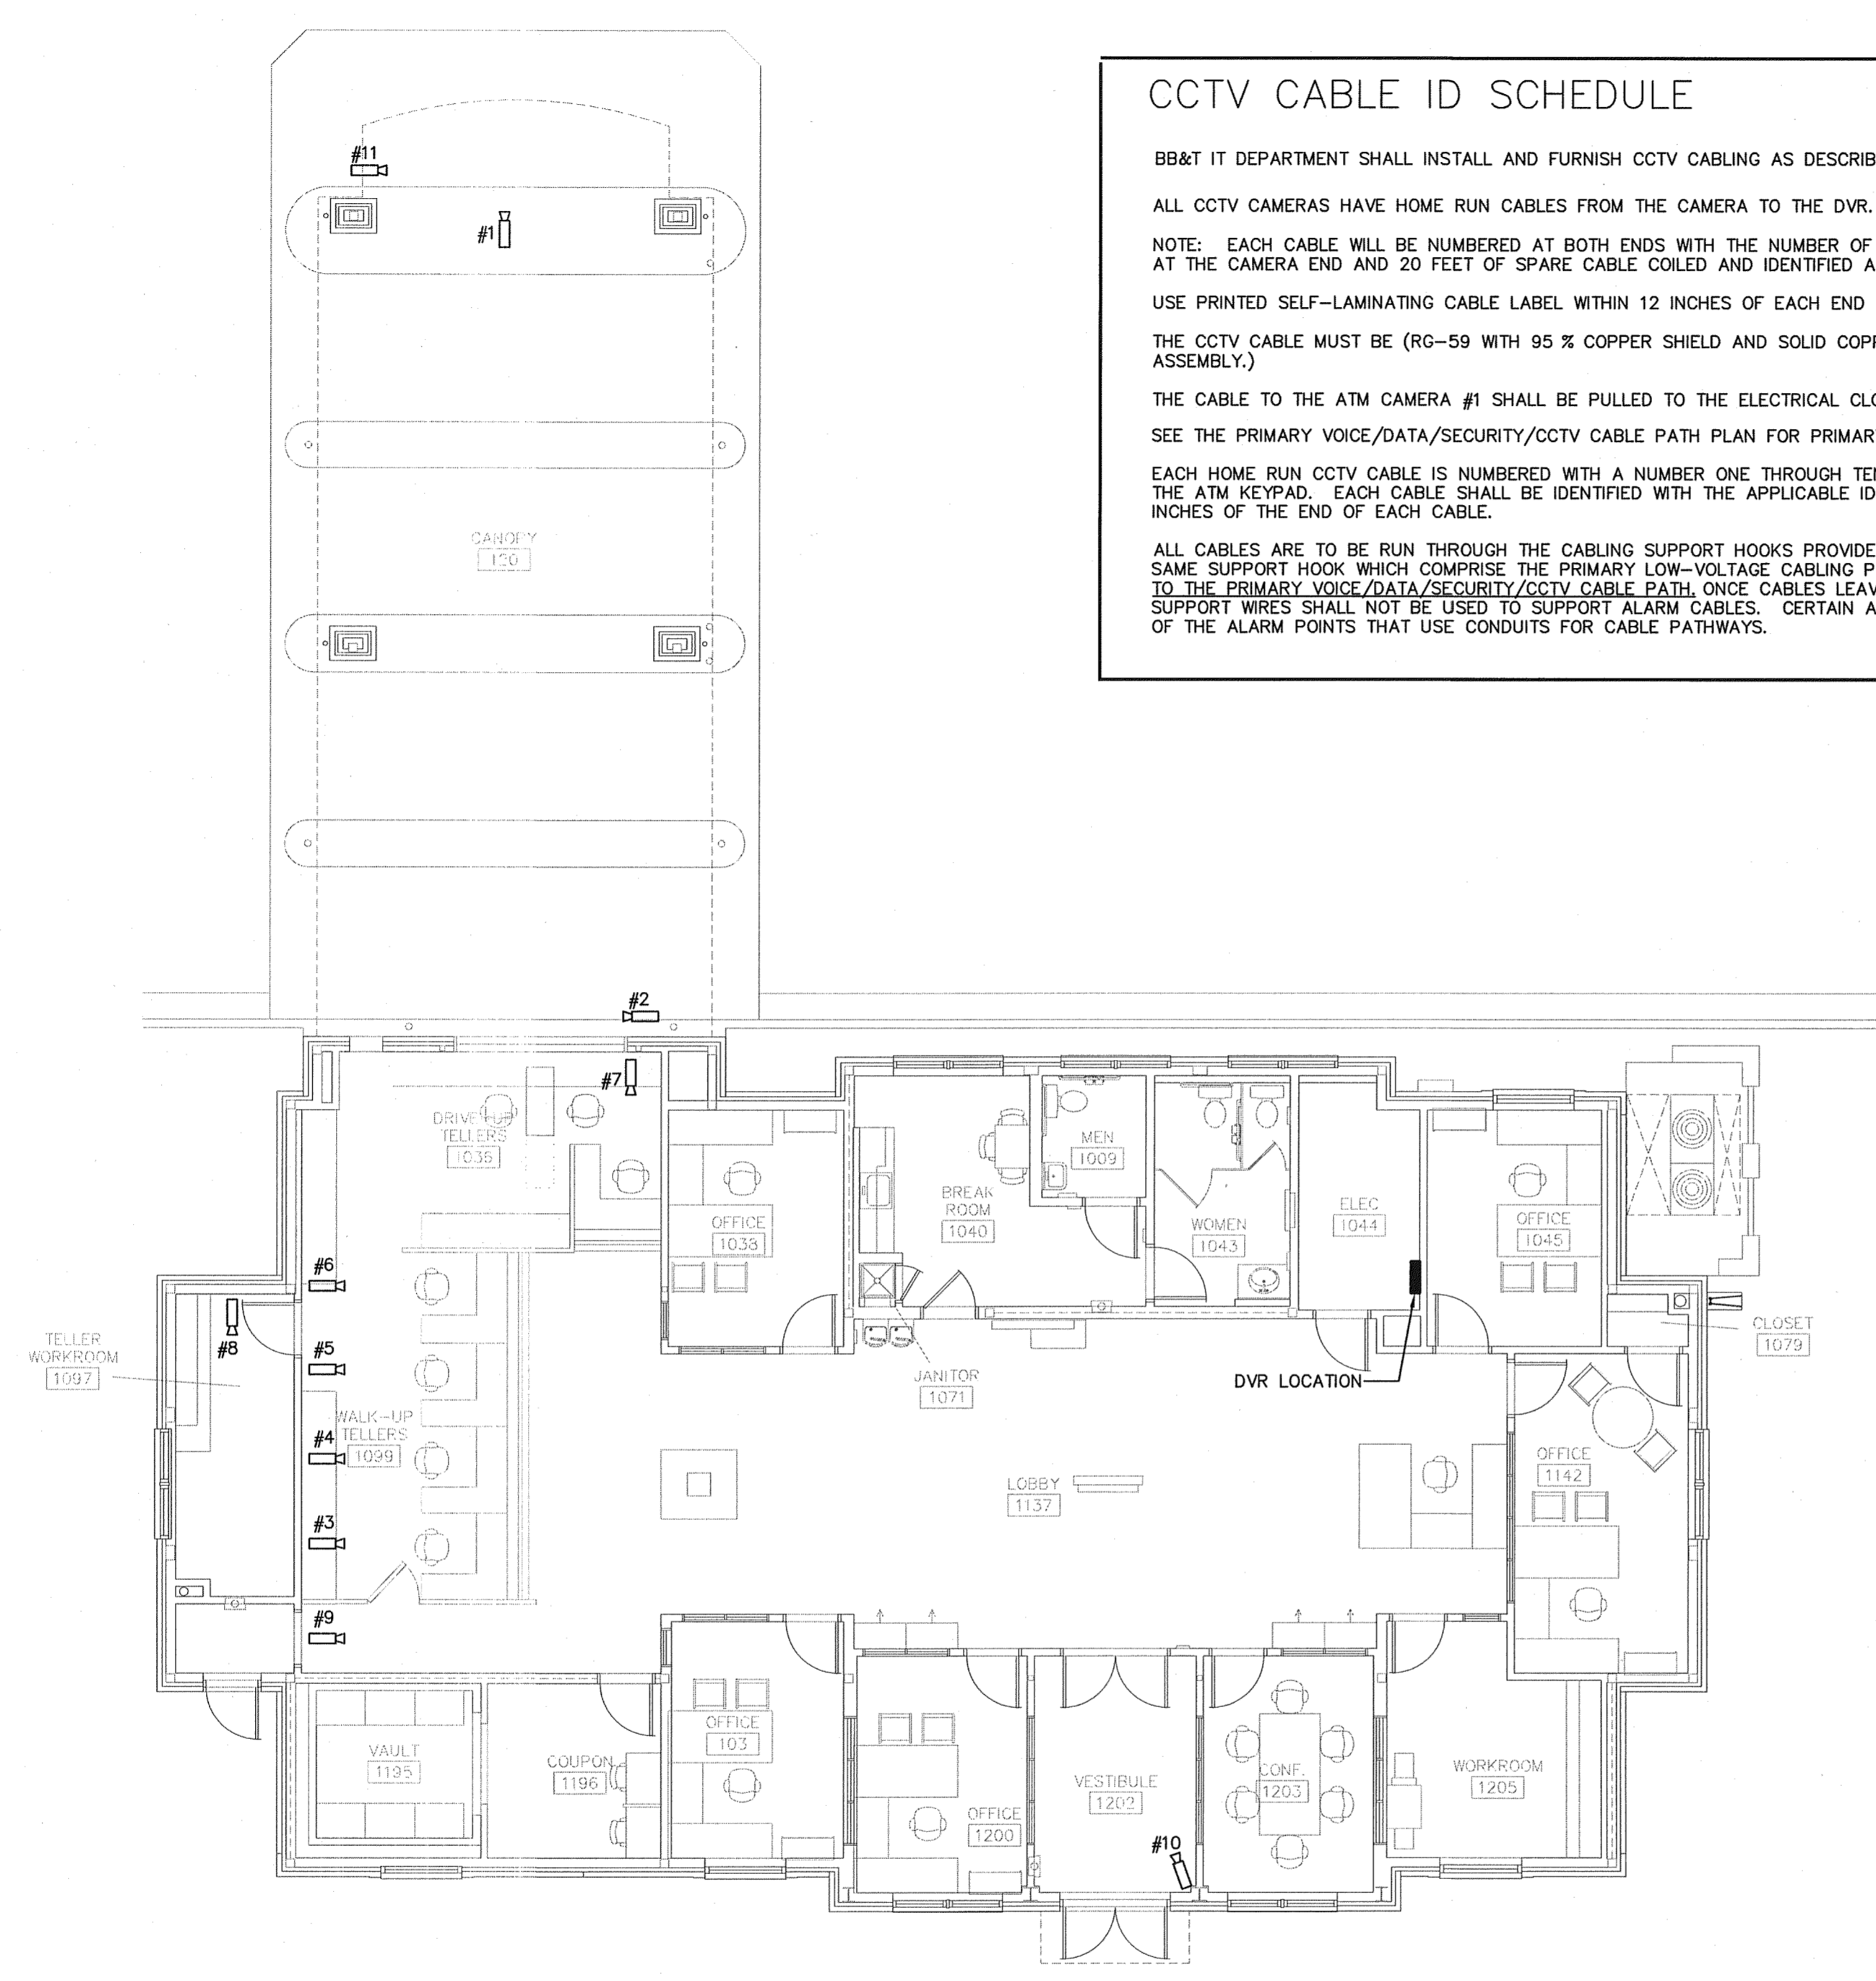 CCTV CABLE ID SCHEDULE
BB&T IT DEPARTMENT SHALL INSTALL AND FURNISH CCTV CABLING AS DESCRIB
ALL CCTV CAMERAS HAVE HOME RUN CABLES FROM THE CAMERA TO THE DVR.
NOTE: EACH CABLE WILL BE NUMBERED AT BOTH ENDS WITH THE NUMBER OF
AT THE CAMERA END AND 20 FEET OF SPARE CABLE COILED AND IDENTIFIED A
USE PRINTED SELF-LAMINATING CABLE LABEL WITHIN 12 INCHES OF EACH END
THE CCTV CABLE MUST BE (RG-59 WITH 95 % COPPER SHIELD AND SOLID COPP
ASSEMBLY.)
THE CABLE TO THE ATM CAMERA #1 SHALL BE PULLED TO THE ELECTRICAL CLO
SEE THE PRIMARY VOICE/DATA/SECURITY/CCTV CABLE PATH PLAN FOR PRIMAR
EACH HOME RUN CCTV CABLE IS NUMBERED WITH A NUMBER ONE THROUGH TEN
THE ATM KEYPAD. EACH CABLE SHALL BE IDENTIFIED WITH THE APPLICABLE ID
INCHES OF THE END OF EACH CABLE.
ALL CABLES ARE TO BE RUN THROUGH THE CABLING SUPPORT HOOKS PROVIDE
SAME SUPPORT HOOK WHICH COMPRISE THE PRIMARY LOW-VOLTAGE CABLING P
TO THE PRIMARY VOICE/DATA/SECURITY/CCTV CABLE PATH. ONCE CABLES LEAV
SUPPORT WIRES SHALL NOT BE USED TO SUPPORT ALARM CABLES. CERTAIN A
OF THE ALARM POINTS THAT USE CONDUITS FOR CABLE PATHWAYS.
#11
#1
CANOPY
120
#2
#7
DRIVE-UP
TELLERS
1036
OFFICE
1038
BREAK
ROOM
1040
MEN
1009
WOMEN
1043
ELEC
1044
OFFICE
1045
#6
#8
#5
TELLER
WORKROOM
1097
CLOSET
1079
JANITOR
1071
DVR LOCATION
#4
WALK-UP
TELLERS
1099
LOBBY
1137
OFFICE
1142
#3
#9
VAULT
1195
COUPON
1196
OFFICE
103
OFFICE
1200
VESTIBULE
1202
CONF.
1203
WORKROOM
1205
#10